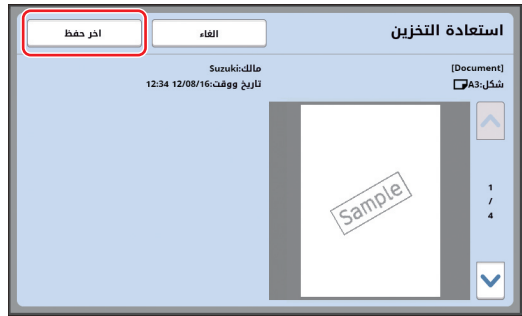 استعادة التخزين
الغاء
اخر حفظ
[Document]
شكل:A3
مالك:Suzuki
تاريخ ووقت:12/08/16 12:34
Sample
1
/
4